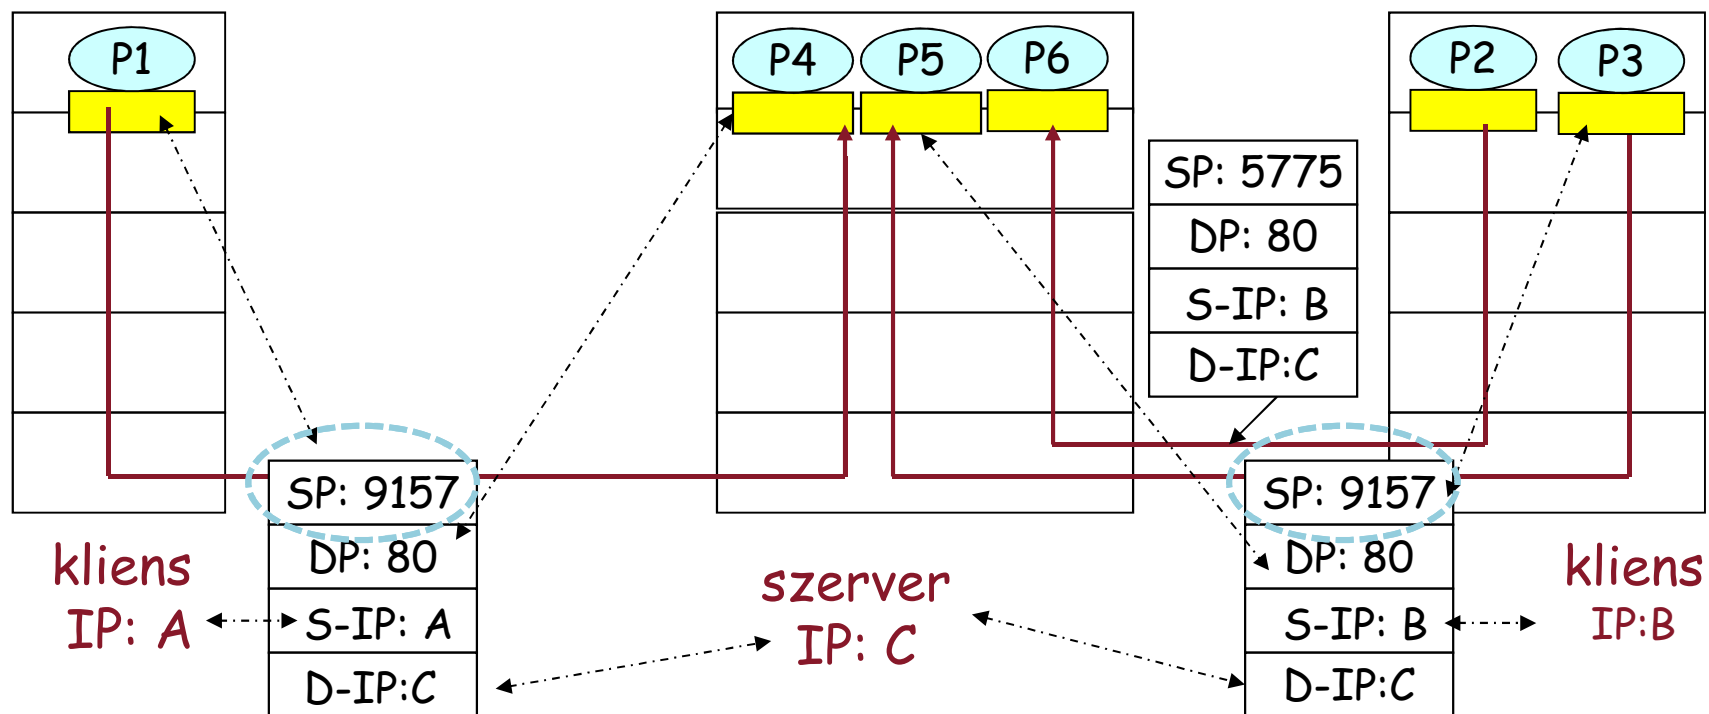 P1
P4
P5
P6
P2
P3
SP: 5775
DP: 80
S-IP: B
D-IP:C
SP: 9157
DP: 80
S-IP: A
D-IP:C
SP: 9157
DP: 80
S-IP: B
D-IP:C
kliens
IP: A
szerver
IP: C
kliens
IP:B